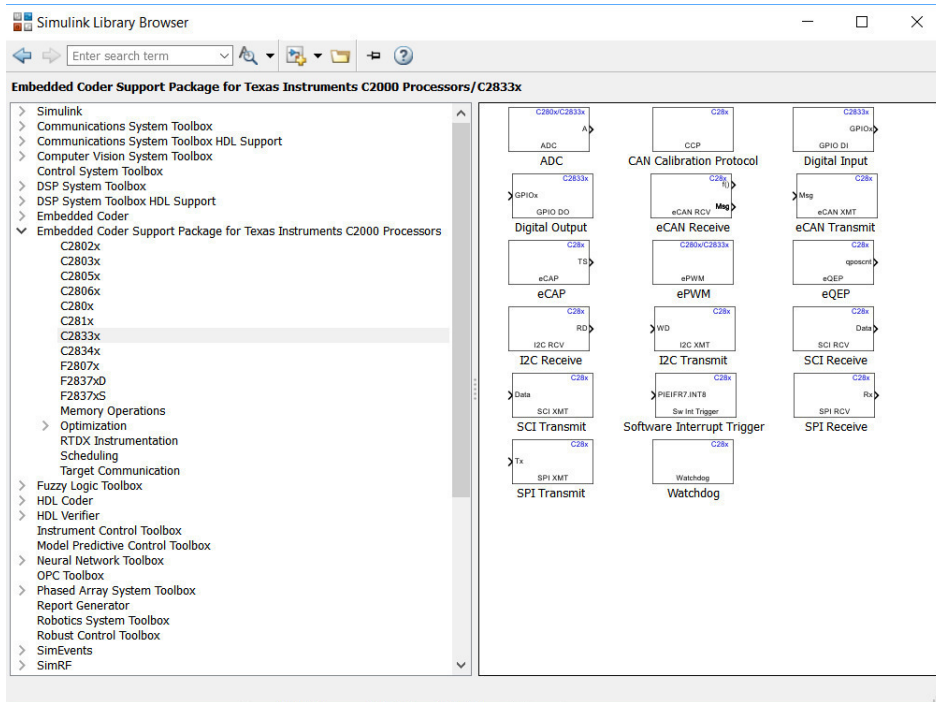 Simulink Library Browser
Enter search term
Embedded Coder Support Package for Texas Instruments C2000 Processors/C2833x
Simulink
Communications System Toolbox
Communications System Toolbox HDL Support
Computer Vision System Toolbox
Control System Toolbox
DSP System Toolbox
DSP System Toolbox HDL Support
Embedded Coder
Embedded Coder Support Package for Texas Instruments C2000 Processors
C2802x
C2803x
C2805x
C2806x
C280x
C281x
C2833x
C2834x
F2807x
F2837xD
F2837xS
Memory Operations
Optimization
RTDX Instrumentation
Scheduling
Target Communication
Fuzzy Logic Toolbox
HDL Coder
HDL Verifier
Instrument Control Toolbox
Model Predictive Control Toolbox
Neural Network Toolbox
OPC Toolbox
Phased Array System Toolbox
Report Generator
Robotics System Toolbox
Robust Control Toolbox
SimEvents
SimRF
C280x/C2833x
A
ADC
ADC
C28x
CCP
CAN Calibration Protocol
C2833x
GPIOx
GPIO DI
Digital Input
C2833x
GPIOx
GPIO DO
Digital Output
C28x
f()
Msg
eCAN RCV
eCAN Receive
C28x
Msg
eCAN XMT
eCAN Transmit
C28x
TS
eCAP
eCAP
C280x/C2833x
ePWM
ePWM
C28x
qposcnt
eQEP
eQEP
C28x
RD
I2C RCV
I2C Receive
C28x
WD
I2C XMT
I2C Transmit
C28x
Data
SCI RCV
SCI Receive
C28x
Data
SCI XMT
SCI Transmit
C28x
PIEIFR7.INT8
Sw Int Trigger
Software Interrupt Trigger
C28x
Rx
SPI RCV
SPI Receive
C28x
Tx
SPI XMT
SPI Transmit
C28x
Watchdog
Watchdog